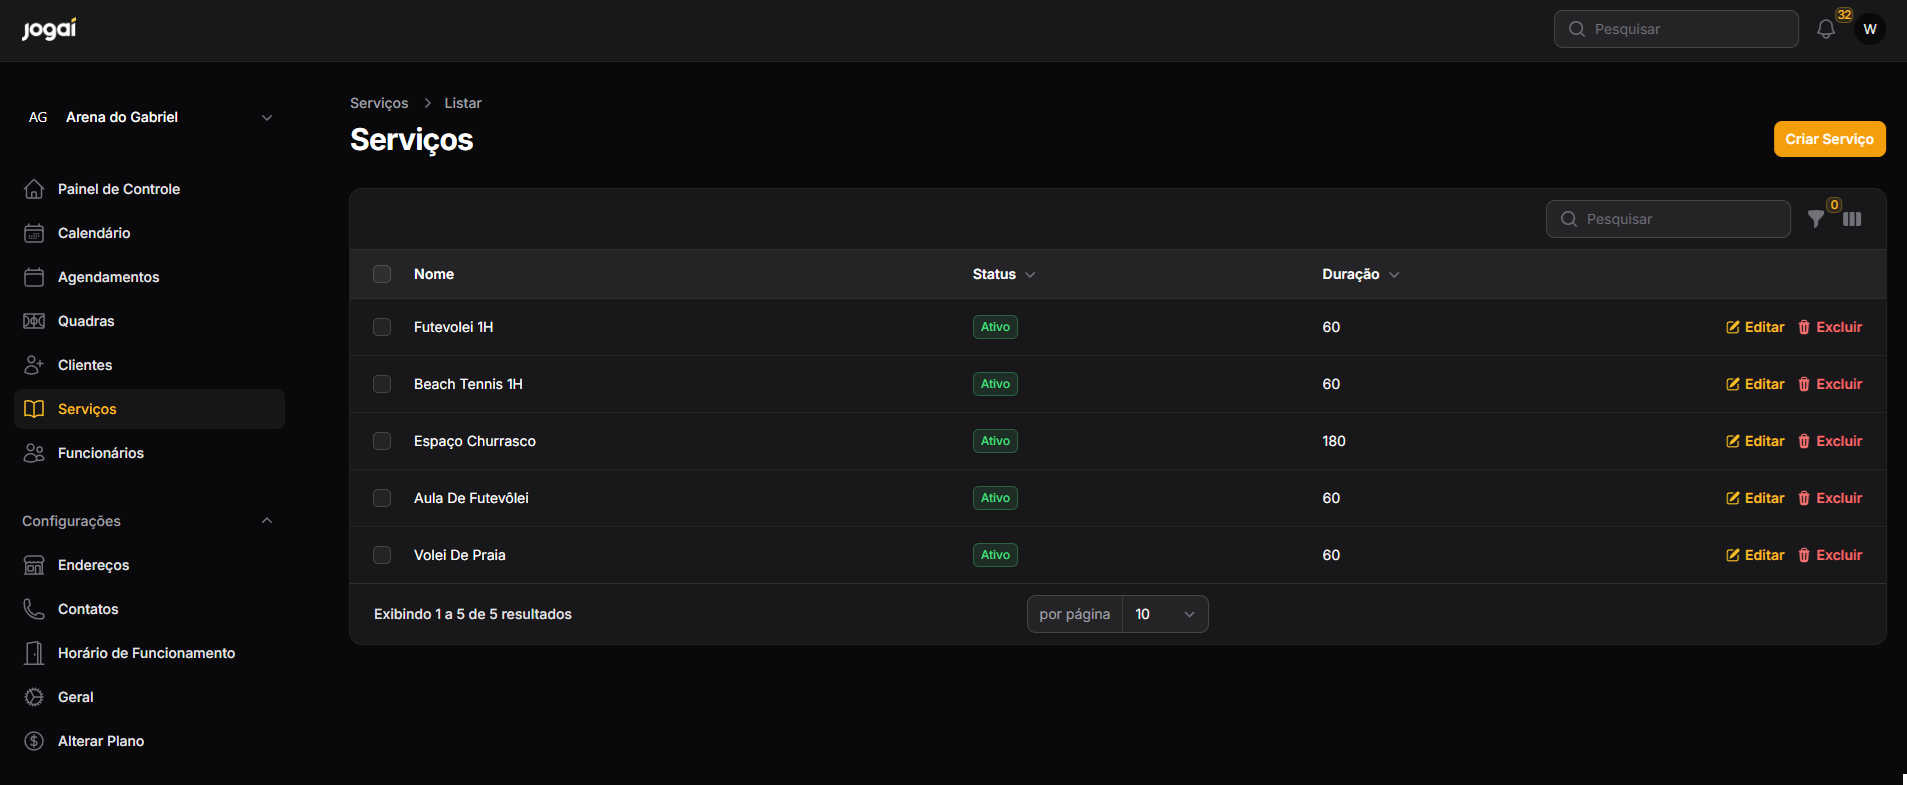 jogaí
Pesquisar
32
W
AG Arena do Gabriel
Painel de Controle
Calendário
Agendamentos
Quadras
Clientes
Serviços
Funcionários
Configurações
Endereços
Contatos
Horário de Funcionamento
Geral
Alterar Plano
Serviços > Listar
Serviços
Criar Serviço
Pesquisar
0
Nome Status Duração
Futevolei 1H Ativo 60 Editar Excluir
Beach Tennis 1H Ativo 60 Editar Excluir
Espaço Churrasco Ativo 180 Editar Excluir
Aula De Futevôlei Ativo 60 Editar Excluir
Volei De Praia Ativo 60 Editar Excluir
Exibindo 1 a 5 de 5 resultados
por página 10